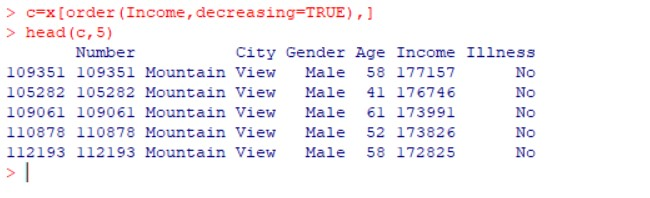 > c=x[order(Income,decreasing=TRUE),]
> head(c,5)
       Number          City Gender Age Income Illness
109351 109351 Mountain View   Male  58 177157      No
105282 105282 Mountain View   Male  41 176746      No
109061 109061 Mountain View   Male  61 173991      No
110878 110878 Mountain View   Male  52 173826      No
112193 112193 Mountain View   Male  58 172825      No
>